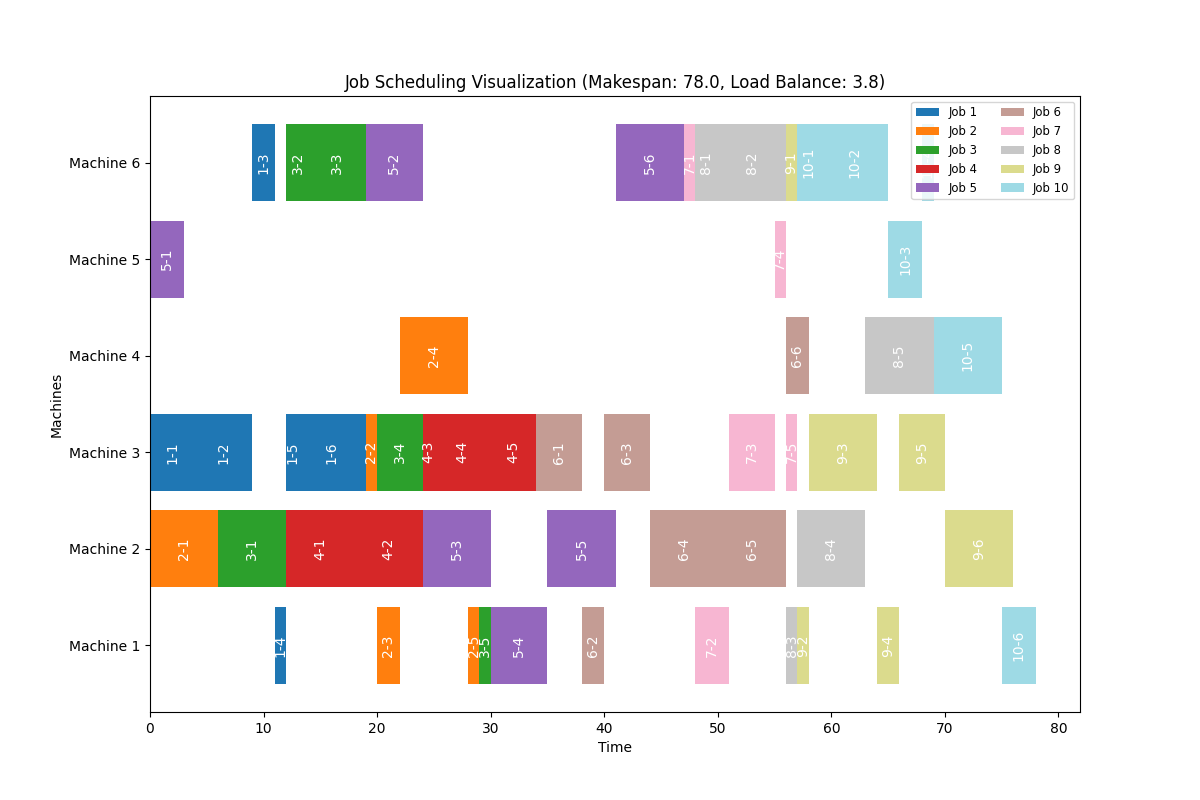 Job Scheduling Visualization (Makespan: 78.0, Load Balance: 3.8)
Job 1 Job 6
Job 2 Job 7
Job 3 Job 8
Job 4 Job 9
Job 5 Job 10
Machine 6 1-3 3-2 3-3 5-2 5-6 7-1 8-1 8-2 9-1 10-1 10-2
Machine 5 5-1 7-4 10-3
Machine 4 2-4 6-6 8-5 10-5
Machine 3 1-1 1-2 1-5 1-6 2-2 3-4 4-3 4-4 4-5 6-1 6-3 7-3 7-5 9-3 9-5
Machine 2 2-1 3-1 4-1 4-2 5-3 5-5 6-4 6-5 8-4 9-6
Machine 1 1-4 2-3 2-5 3-5 5-4 6-2 7-2 8-3 9-2 9-4 10-6
Machines
0 10 20 30 40 50 60 70 80
Time